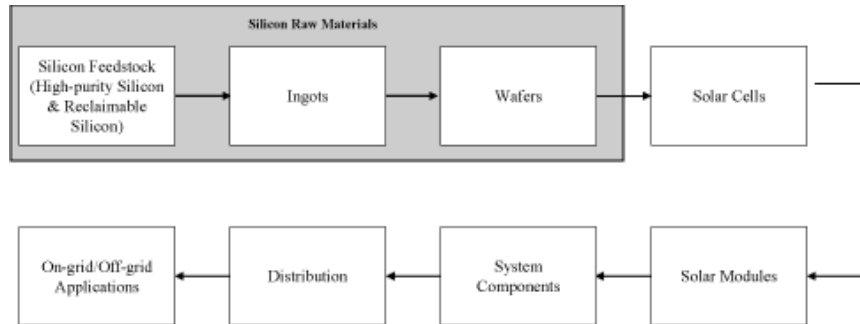 Silicon Raw Materials
Silicon Feedstock
(High-purity Silicon
& Reclaimable
Silicon)
Ingots
Wafers
Solar Cells
On-grid/Off-grid
Applications
Distribution
System
Components
Solar Modules